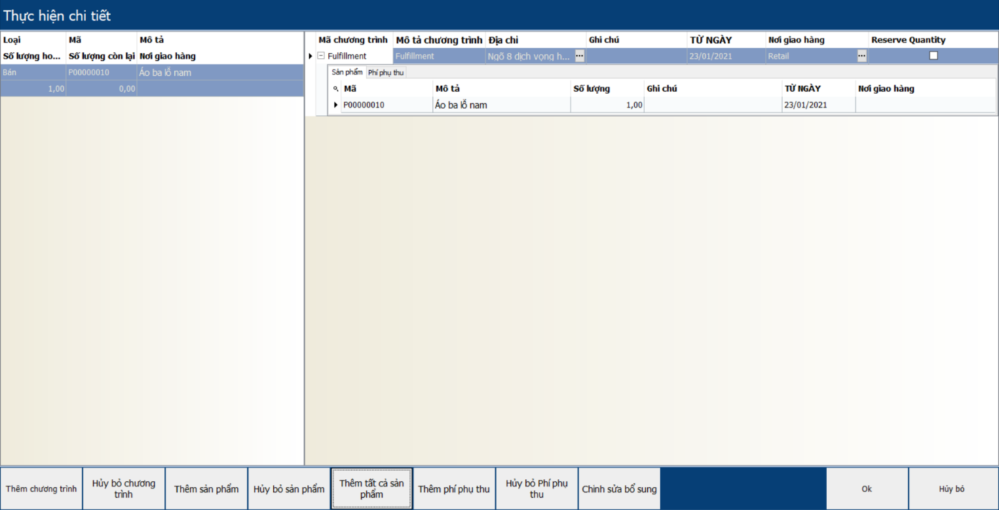 Thực hiện chi tiết
Loại Mã Mô tả
Số lượng ho... Số lượng còn lại Nơi giao hàng
Bán P00000010 Áo ba lỗ nam
1,00 0,00
Mã chương trình Mô tả chương trình Địa chỉ Ghi chú TỪ NGÀY Nơi giao hàng Reserve Quantity
Fulfillment Fulfillment Ngõ 8 dịch vọng h... ... 23/01/2021 Retail ...
Sản phẩm Phí phụ thu
Mã Mô tả Số lượng Ghi chú TỪ NGÀY Nơi giao hàng
P00000010 Áo ba lỗ nam 1,00 23/01/2021
Thêm chương trình
Hủy bỏ chương
trình
Thêm sản phẩm
Hủy bỏ sản phẩm
Thêm tất cả sản
phẩm
Thêm phí phụ thu
Hủy bỏ Phí phụ
thu
Chỉnh sửa bổ sung
Ok
Hủy bỏ